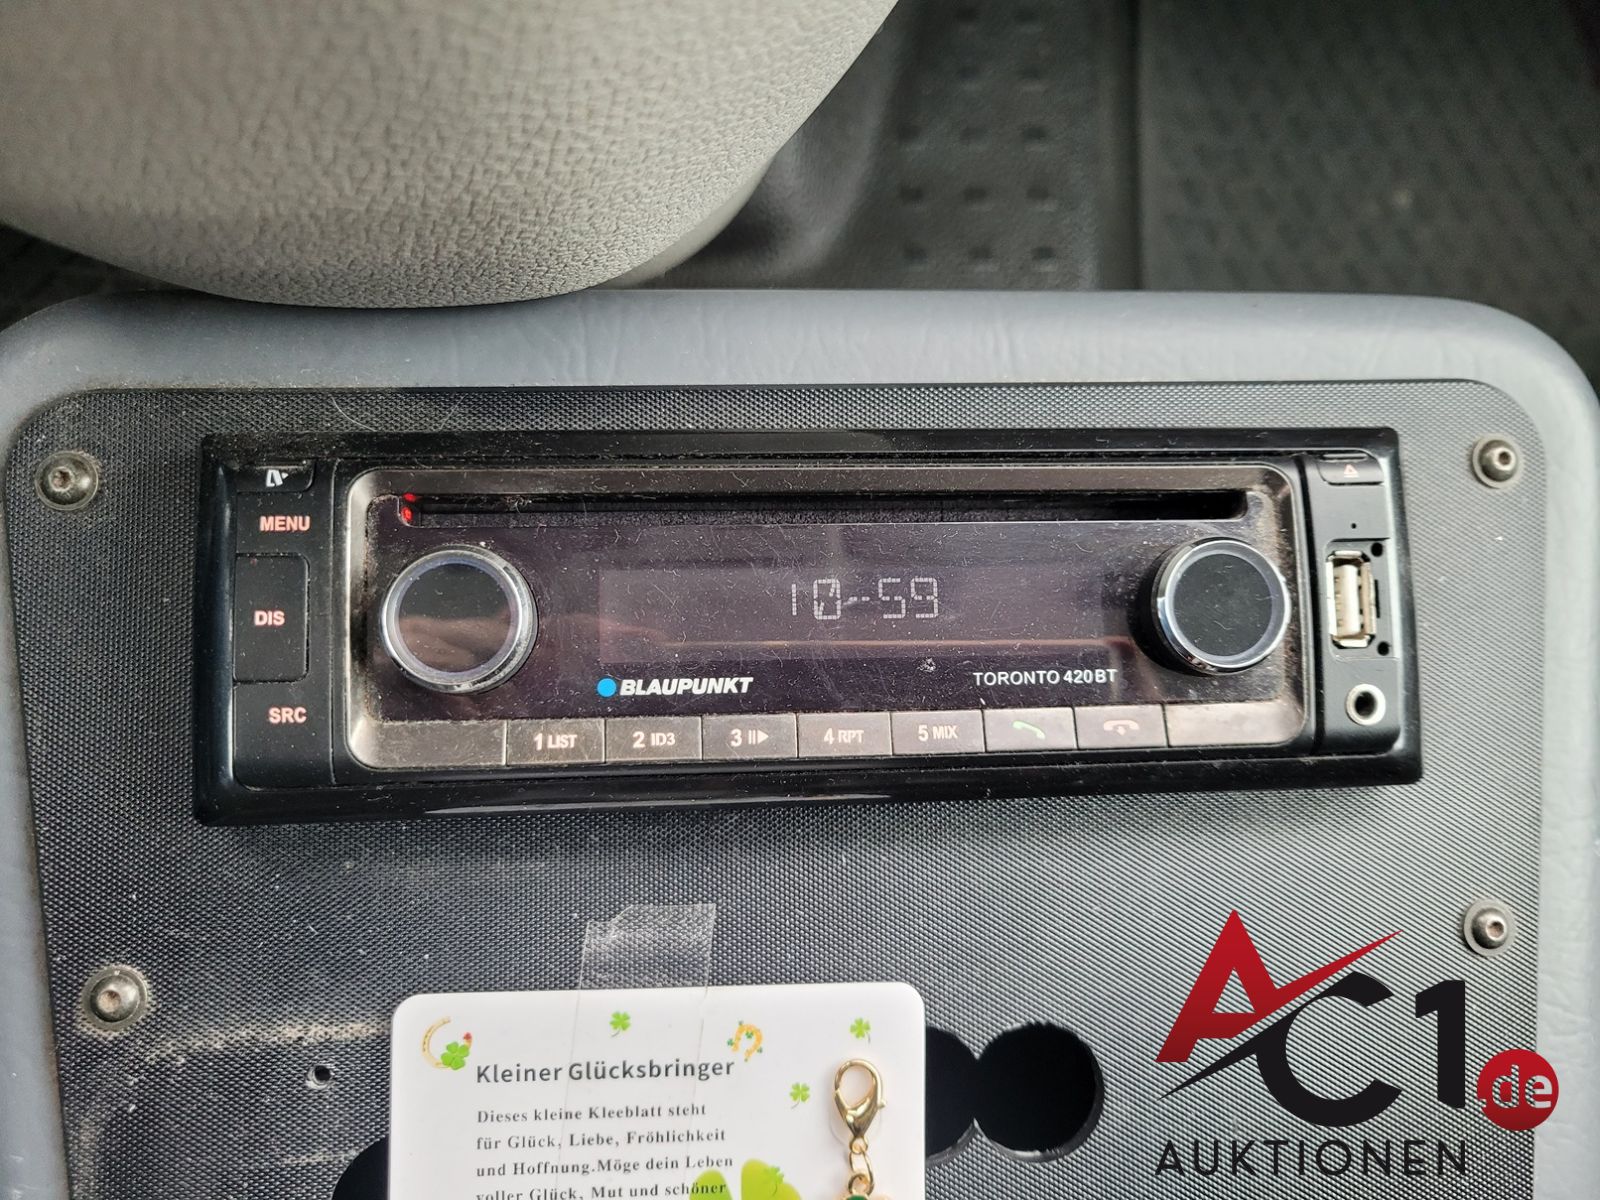 MENU
DIS
SRC
10--59
BLAUPUNKT
TORONTO 420BT
1 LIST
2 ID3
3
4 RPT
5 MIX
Kleiner Glücksbringer
Dieses kleine Kleeblatt steht
für Glück, Liebe, Fröhlichkeit
und Hoffnung.Möge dein Leben
voller Glück, Mut und schöner
AC1.de
AUKTIONEN